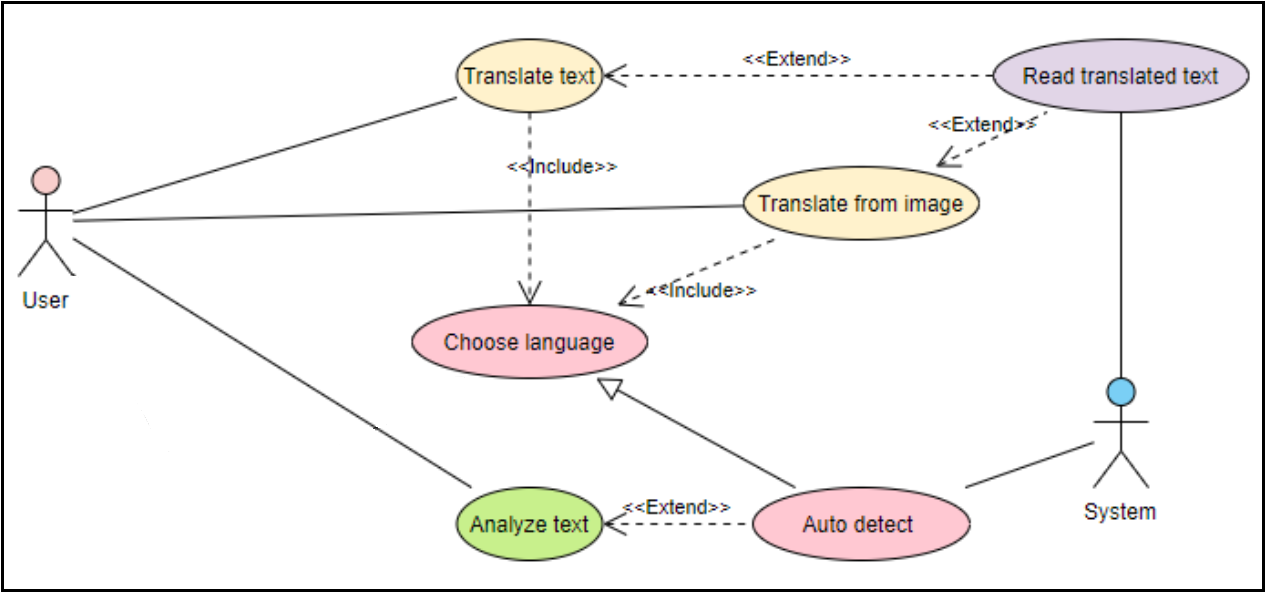 <<Extend>>
Translate text
Read translated text
<<Extend>>
<<Include>>
Translate from image
<<Include>>
User
Choose language
<<Extend>>
System
Analyze text
Auto detect